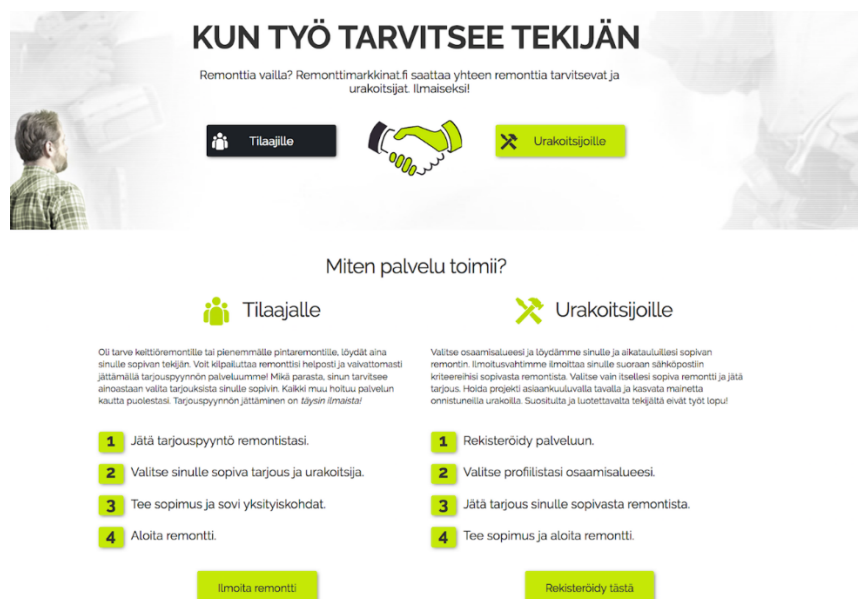 KUN TYÖ TARVITSEE TEKIJÄN
Remonttia vailla? Remonttimarkkinat.fi saattaa yhteen remonttia tarvitsevat ja
urakoitsijat. Ilmaiseksi!
Tilaajille
Urakoitsijoille
Miten palvelu toimii?
Tilaajalle
Oli tarve keittiöremontille tai pienemmälle pintaremontille, löydät aina
sinulle sopivan tekijän. Voit kilpailuttaa remonttisi helposti ja vaivattomasti
jättämällä tarjouspyynnön palveluumme! Mikä parasta, sinun tarvitsee
ainoastaan valita tarjouksista sinulle sopivin. Kaikki muu hoituu palvelun
kautta puolestasi. Tarjouspyynnön jättäminen on täysin ilmaista!
1 Jätä tarjouspyyntö remontistasi.
2 Valitse sinulle sopiva tarjous ja urakoitsija.
3 Tee sopimus ja sovi yksityiskohdat.
4 Aloita remontti.
Ilmoita remontti
Urakoitsijoille
Valitse osaamisalueesi ja löydämme sinulle ja aikataulullesi sopivan
remontin. Ilmoitusvahtimme ilmoittaa sinulle suoraan sähköpostiin
kriteereihisi sopivasta remontista. Valitse vain itsellesi sopiva remontti ja jätä
tarjous. Hoida projekti asiaankuuluvalla tavalla ja kasvata mainetta
onnistuneilla urakoilla. Suositulta ja luotettavalta tekijältä eivät työt lopu!
1 Rekisteröidy palveluun.
2 Valitse profiilistasi osaamisalueesi.
3 Jätä tarjous sinulle sopivasta remontista.
4 Tee sopimus ja aloita remontti.
Rekisteröidy tästä